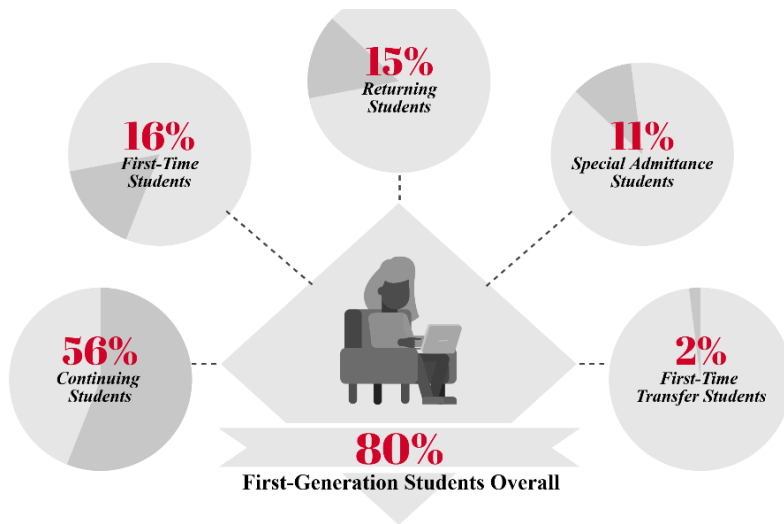 15%
Returning
Students
16%
First-Time
Students
11%
Special Admittance
Students
56%
Continuing
Students
2%
First-Time
Transfer Students
80%
First-Generation Students Overall